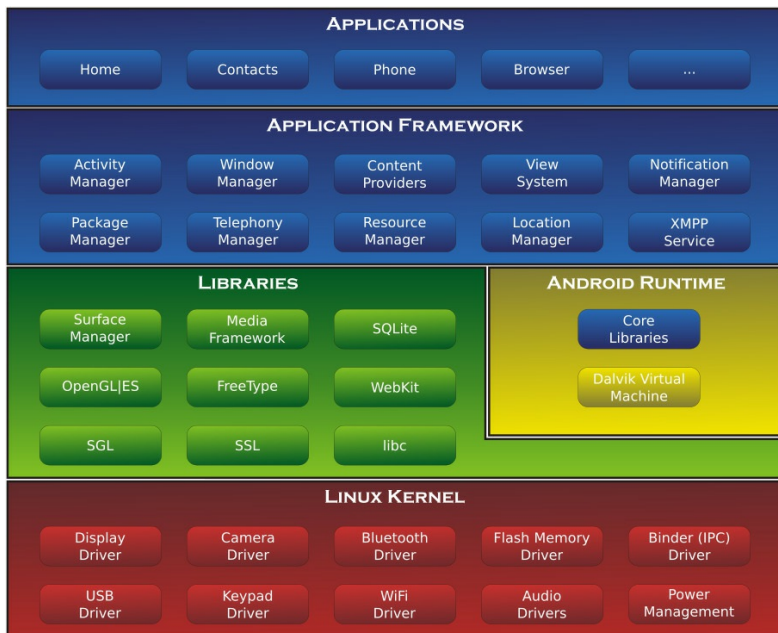 APPLICATIONS
Home
Contacts
Phone
Browser
...
APPLICATION FRAMEWORK
Activity
Manager
Window
Manager
Content
Providers
View
System
Notification
Manager
Package
Manager
Telephony
Manager
Resource
Manager
Location
Manager
XMPP
Service
LIBRARIES
Surface
Manager
Media
Framework
SQLite
OpenGL|ES
FreeType
WebKit
SGL
SSL
libc
ANDROID RUNTIME
Core
Libraries
Dalvik Virtual
Machine
LINUX KERNEL
Display
Driver
Camera
Driver
Bluetooth
Driver
Flash Memory
Driver
Binder (IPC)
Driver
USB
Driver
Keypad
Driver
WiFi
Driver
Audio
Drivers
Power
Management